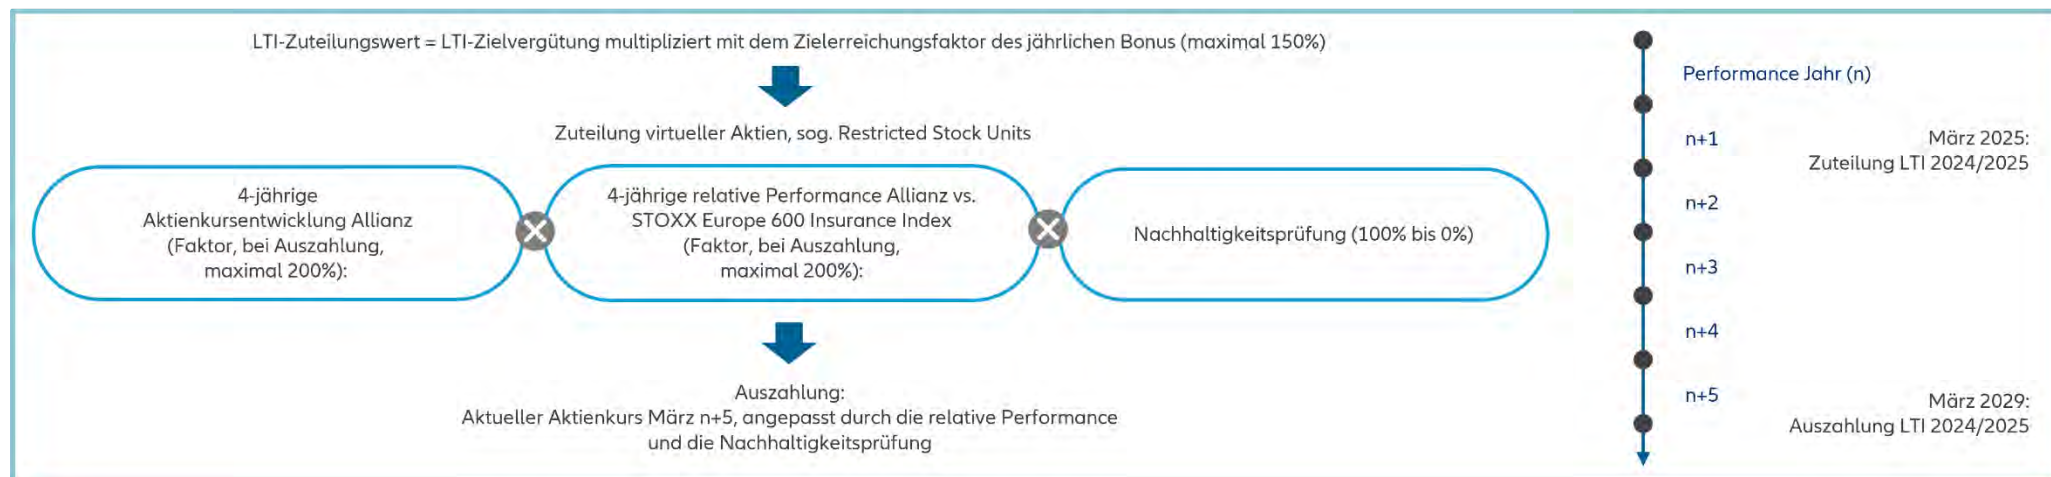 LTI-Zuteilungswert = LTI-Zielvergütung multipliziert mit dem Zielerreichungsfaktor des jährlichen Bonus (maximal 150%)
Zuteilung virtueller Aktien, sog. Restricted Stock Units
4-jährige
Aktienkursentwicklung Allianz
(Faktor, bei Auszahlung,
maximal 200%):
4-jährige relative Performance Allianz vs.
STOXX Europe 600 Insurance Index
(Faktor, bei Auszahlung,
maximal 200%):
Nachhaltigkeitsprüfung (100% bis 0%)
Auszahlung:
Aktueller Aktienkurs März n+5, angepasst durch die relative Performance
und die Nachhaltigkeitsprüfung
Performance Jahr (n)
n+1
März 2025:
Zuteilung LTI 2024/2025
n+2
n+3
n+4
n+5
März 2029:
Auszahlung LTI 2024/2025